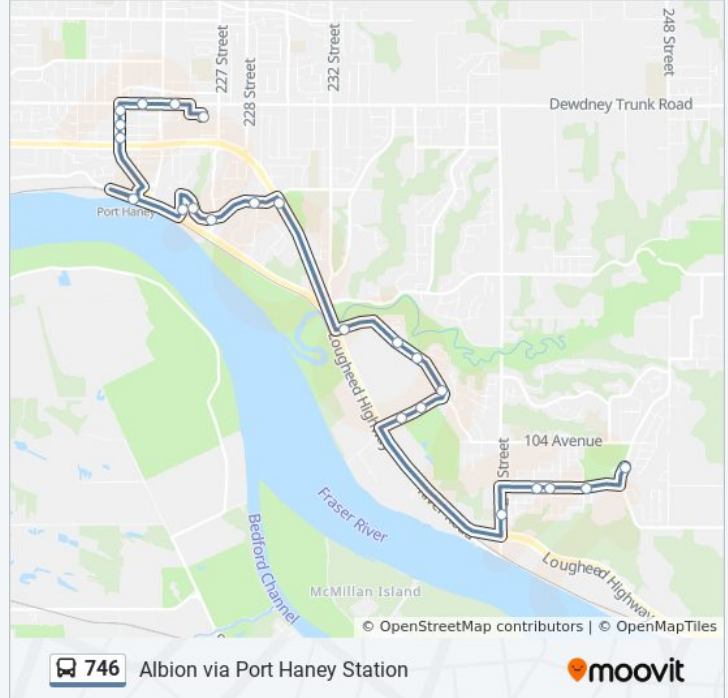 227 Street
228 Street
232 Street
248 Street
Dewdney Trunk Road
Port Haney
Lougheed Highway
104 Avenue
Street
Fraser River
Bedford Channel
McMillan Island
Lougheed Highway
© OpenStreetMap contributors | © OpenMapTiles
746 Albion via Port Haney Station
moovit